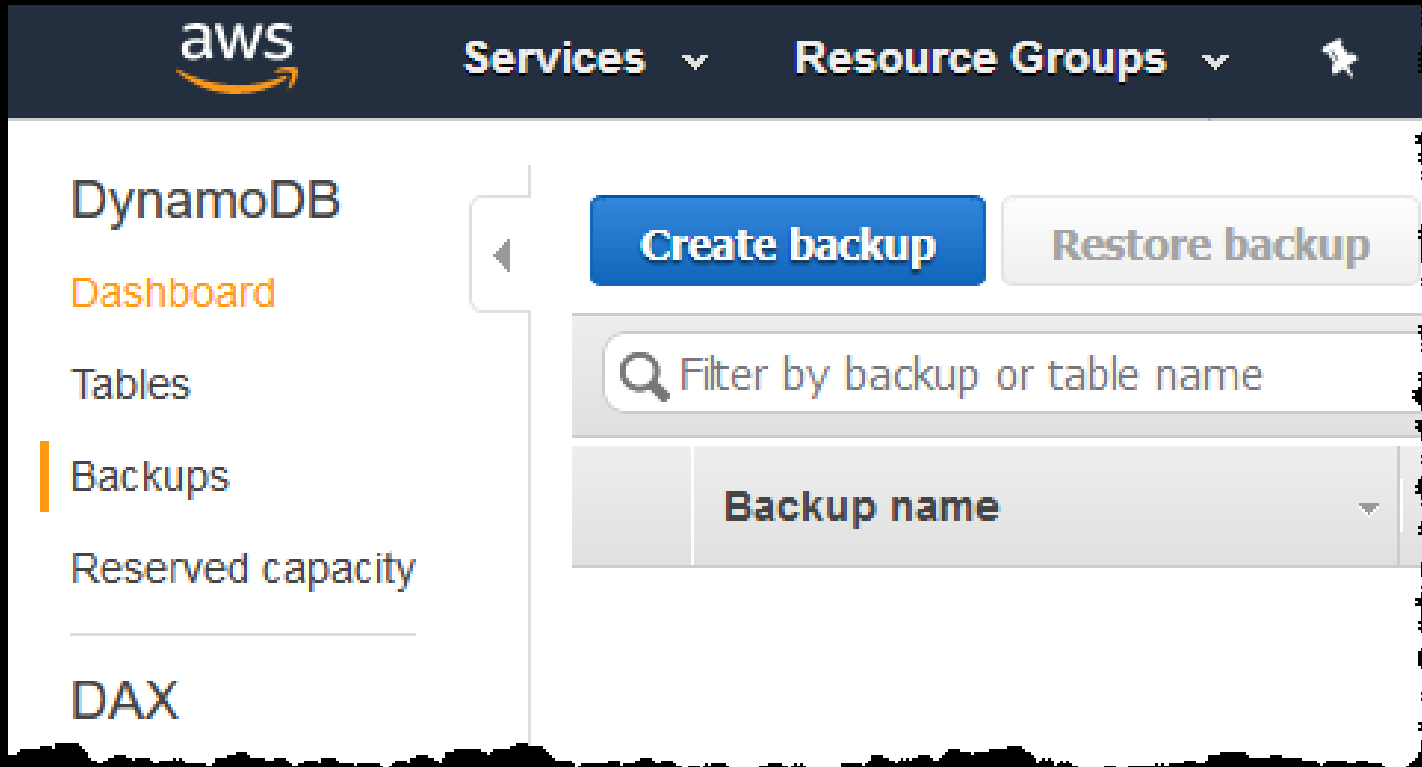 aws
Services
Resource Groups
DynamoDB
Dashboard
Tables
Backups
Reserved capacity
DAX
Create backup
Restore backup
Filter by backup or table name
Backup name